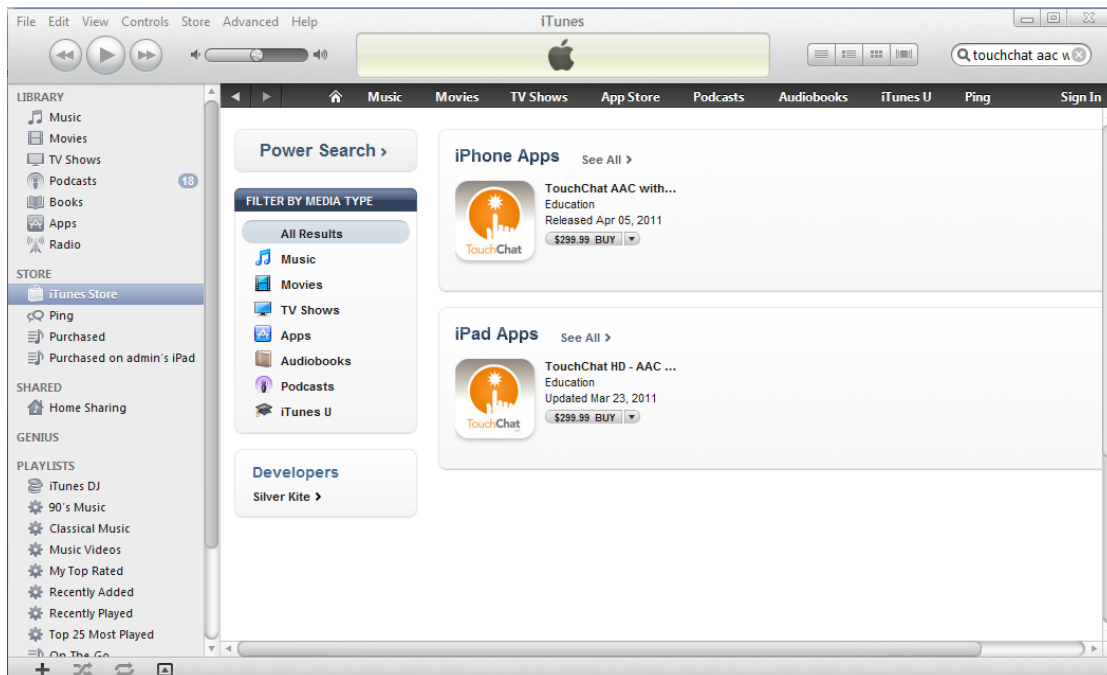 iTunes
File Edit View Controls Store Advanced Help
touchchat aac w
LIBRARY
Music
Movies
TV Shows
Podcasts 18
Books
Apps
Radio
STORE
iTunes Store
Ping
Purchased
Purchased on admin's iPad
SHARED
Home Sharing
GENIUS
PLAYLISTS
iTunes DJ
90's Music
Classical Music
Music Videos
My Top Rated
Recently Added
Recently Played
Top 25 Most Played
On The Go
Music Movies TV Shows App Store Podcasts Audiobooks iTunes U Ping Sign In
Power Search ›
FILTER BY MEDIA TYPE
All Results
Music
Movies
TV Shows
Apps
Audiobooks
Podcasts
iTunes U
Developers
Silver Kite ›
iPhone Apps See All ›
TouchChat
TouchChat AAC with...
Education
Released Apr 05, 2011
$299.99 BUY
iPad Apps See All ›
TouchChat
TouchChat HD - AAC ...
Education
Updated Mar 23, 2011
$299.99 BUY